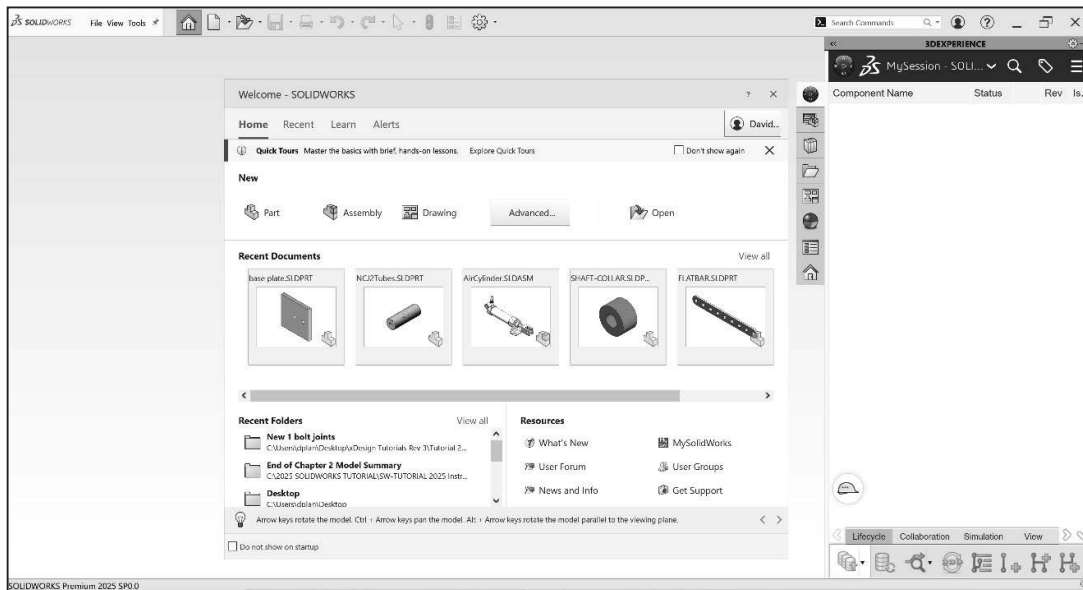 SOLIDWORKS File View Tools Search Commands ?
3DEXPERIENCE
MySession - SOLI...
Component Name Status Rev Is.
Welcome - SOLIDWORKS ?
Home Recent Learn Alerts David...
Quick Tours Master the basics with brief, hands-on lessons. Explore Quick Tours Don't show again
New
Part Assembly Drawing Advanced... Open
Recent Documents View all
base plate.SLDPRT NCJ2Tubes.SLDPRT AirCylinder.SLDASM SHAFT-COLLAR.SLDP... FLATBAR.SLDPRT
Recent Folders View all
New 1 bolt joints
C:\Users\dplan\Desktop\xDesign Tutorials Rev 3\Tutorial 2...
End of Chapter 2 Model Summary
C:\2025 SOLIDWORKS TUTORIAL\SW-TUTORIAL 2025 Instr...
Desktop
C:\Users\dplan\Desktop
Resources
What's New MySolidWorks
User Forum User Groups
News and Info Get Support
Arrow keys rotate the model. Ctrl + Arrow keys pan the model. Alt + Arrow keys rotate the model parallel to the viewing plane.
Do not show on startup
Lifecycle Collaboration Simulation View
SOLIDWORKS Premium 2025 SP0.0